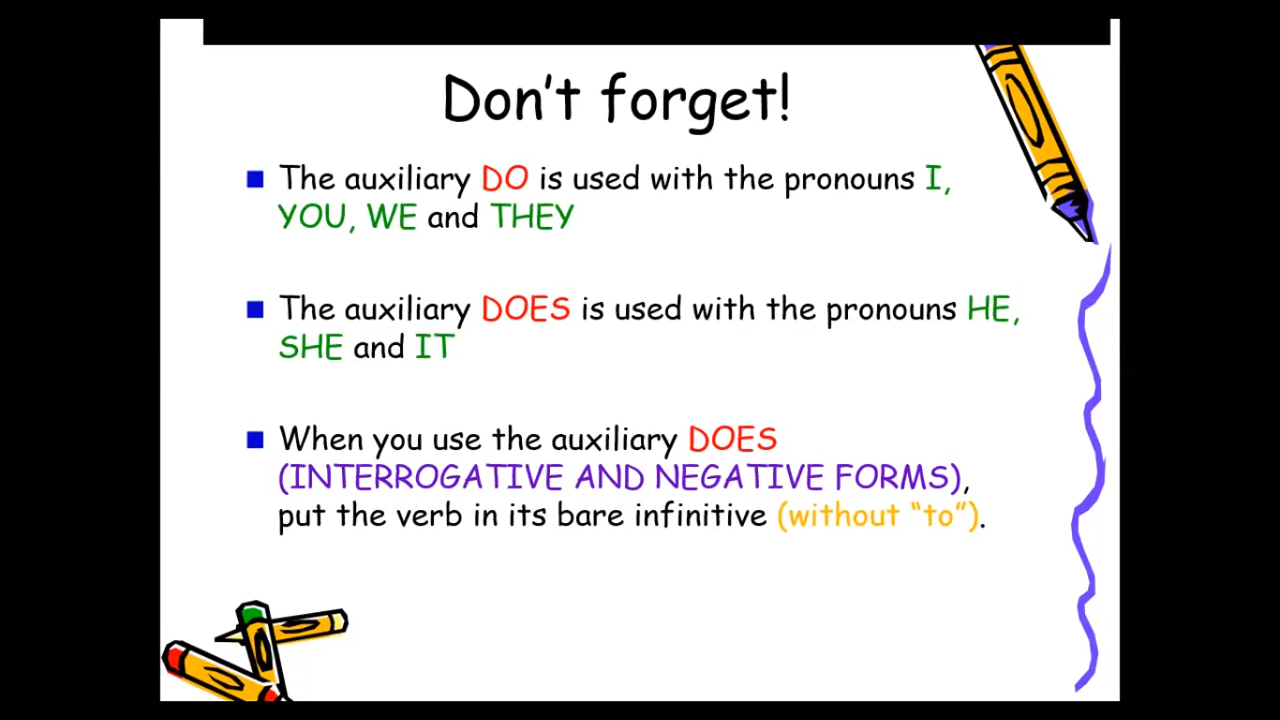 Don't forget!
The auxiliary DO is used with the pronouns I,
YOU, WE and THEY
The auxiliary DOES is used with the pronouns HE,
SHE and IT
When you use the auxiliary DOES
(INTERROGATIVE AND NEGATIVE FORMS),
put the verb in its bare infinitive (without “to”).